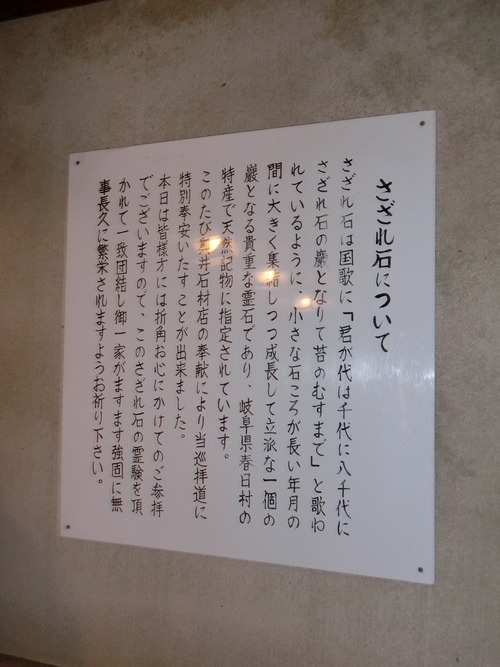 さざれ石について
さざれ石は国歌に「君が代は千代に八千代に
さざれ石の巖となりて苔のむすまで」と歌わ
れているように、小さな石ころが長い年月の
間に大きく集結しつつ成長して立派な一個の
巖となる貴重な霊石であり、岐阜県春日村の
特産で天然記物に指定されています。
このたび井石材店の奉献により当巡拝道に
特別奉安いたすことが出来ました。
本日は皆様方には折角お心にかけてのご参拝
でございますので、このさざれ石の霊験を頂
かれて一致団結し御一家がますます強固に無
事長久に繁栄されますようお祈り下さい。